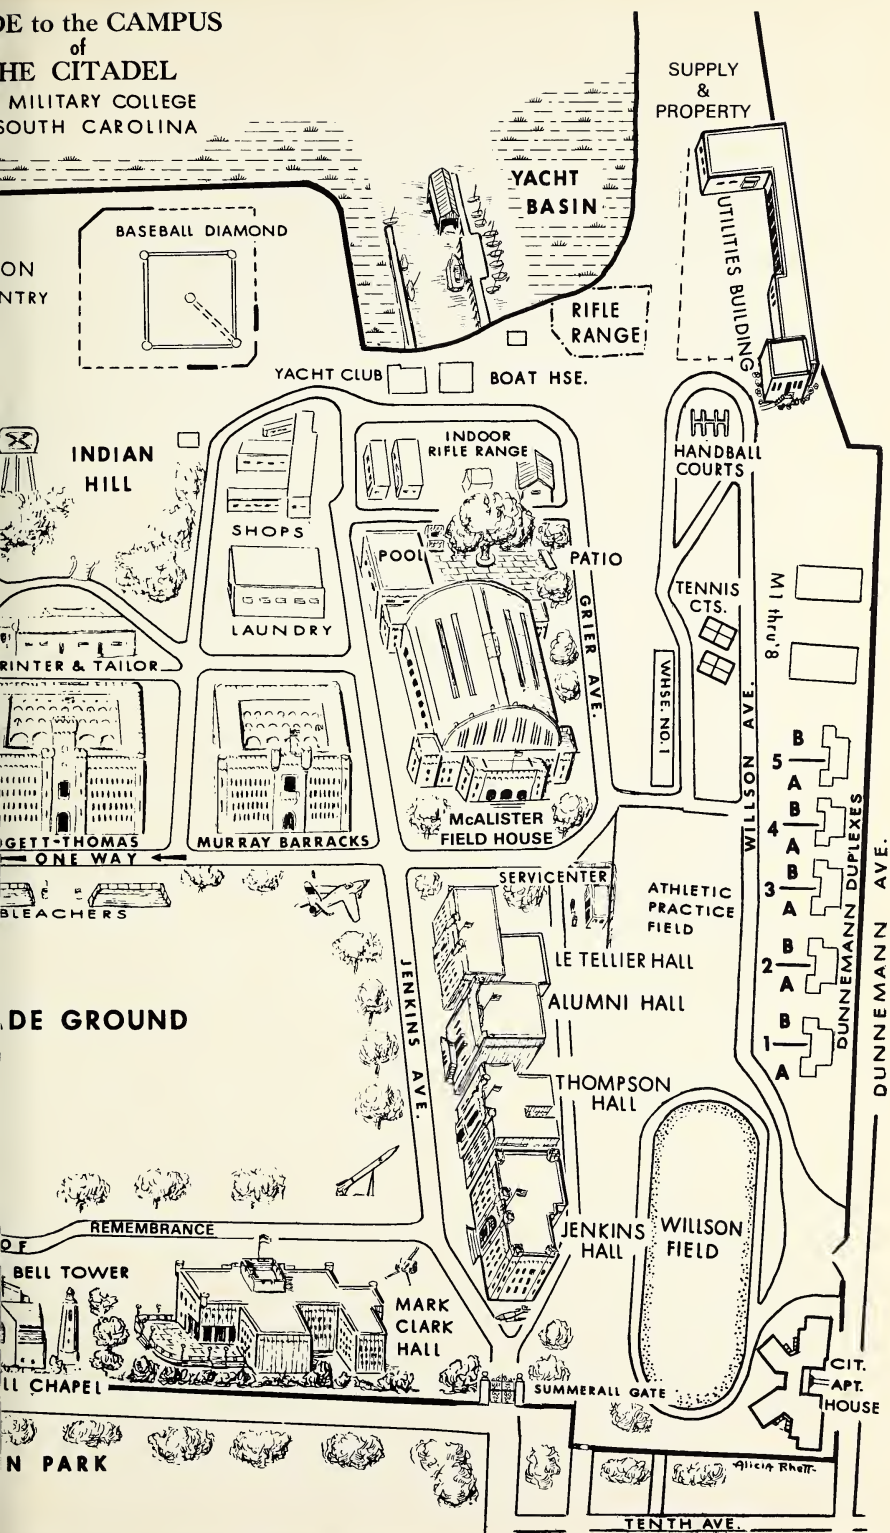 DE to the CAMPUS
of
HE CITADEL
MILITARY COLLEGE
SOUTH CAROLINA
SUPPLY
&
PROPERTY
YACHT
BASIN
BASEBALL DIAMOND
UTILITIES BUILDING
ON
NTRY
RIFLE
RANGE
YACHT CLUB
BOAT HSE.
INDIAN
HILL
INDOOR
RIFLE RANGE
HANDBALL
COURTS
SHOPS
POOL
PATIO
LAUNDRY
GRIER AVE.
TENNIS
CTS.
M1 thru' 8
RINTER & TAILOR
WHSE. NO.1
WILLSON AVE.
B
5
A
B
4
A
B
3
A
B
2
A
B
1
A
DUNNEMANN DUPLEXES
DUNNEMANN AVE.
McALISTER
FIELD HOUSE
DGETT-THOMAS
MURRAY BARRACKS
ONE WAY
BLEACHERS
SERVICENTER
ATHLETIC
PRACTICE
FIELD
LE TELLIER HALL
ALUMNI HALL
DE GROUND
JENKINS AVE.
THOMPSON
HALL
REMEMBRANCE
OF
JENKINS
HALL
WILLSON
FIELD
BELL TOWER
MARK
CLARK
HALL
LL CHAPEL
SUMMERALL GATE
CIT.
APT.
HOUSE
N PARK
Alicia Rhett
TENTH AVE.